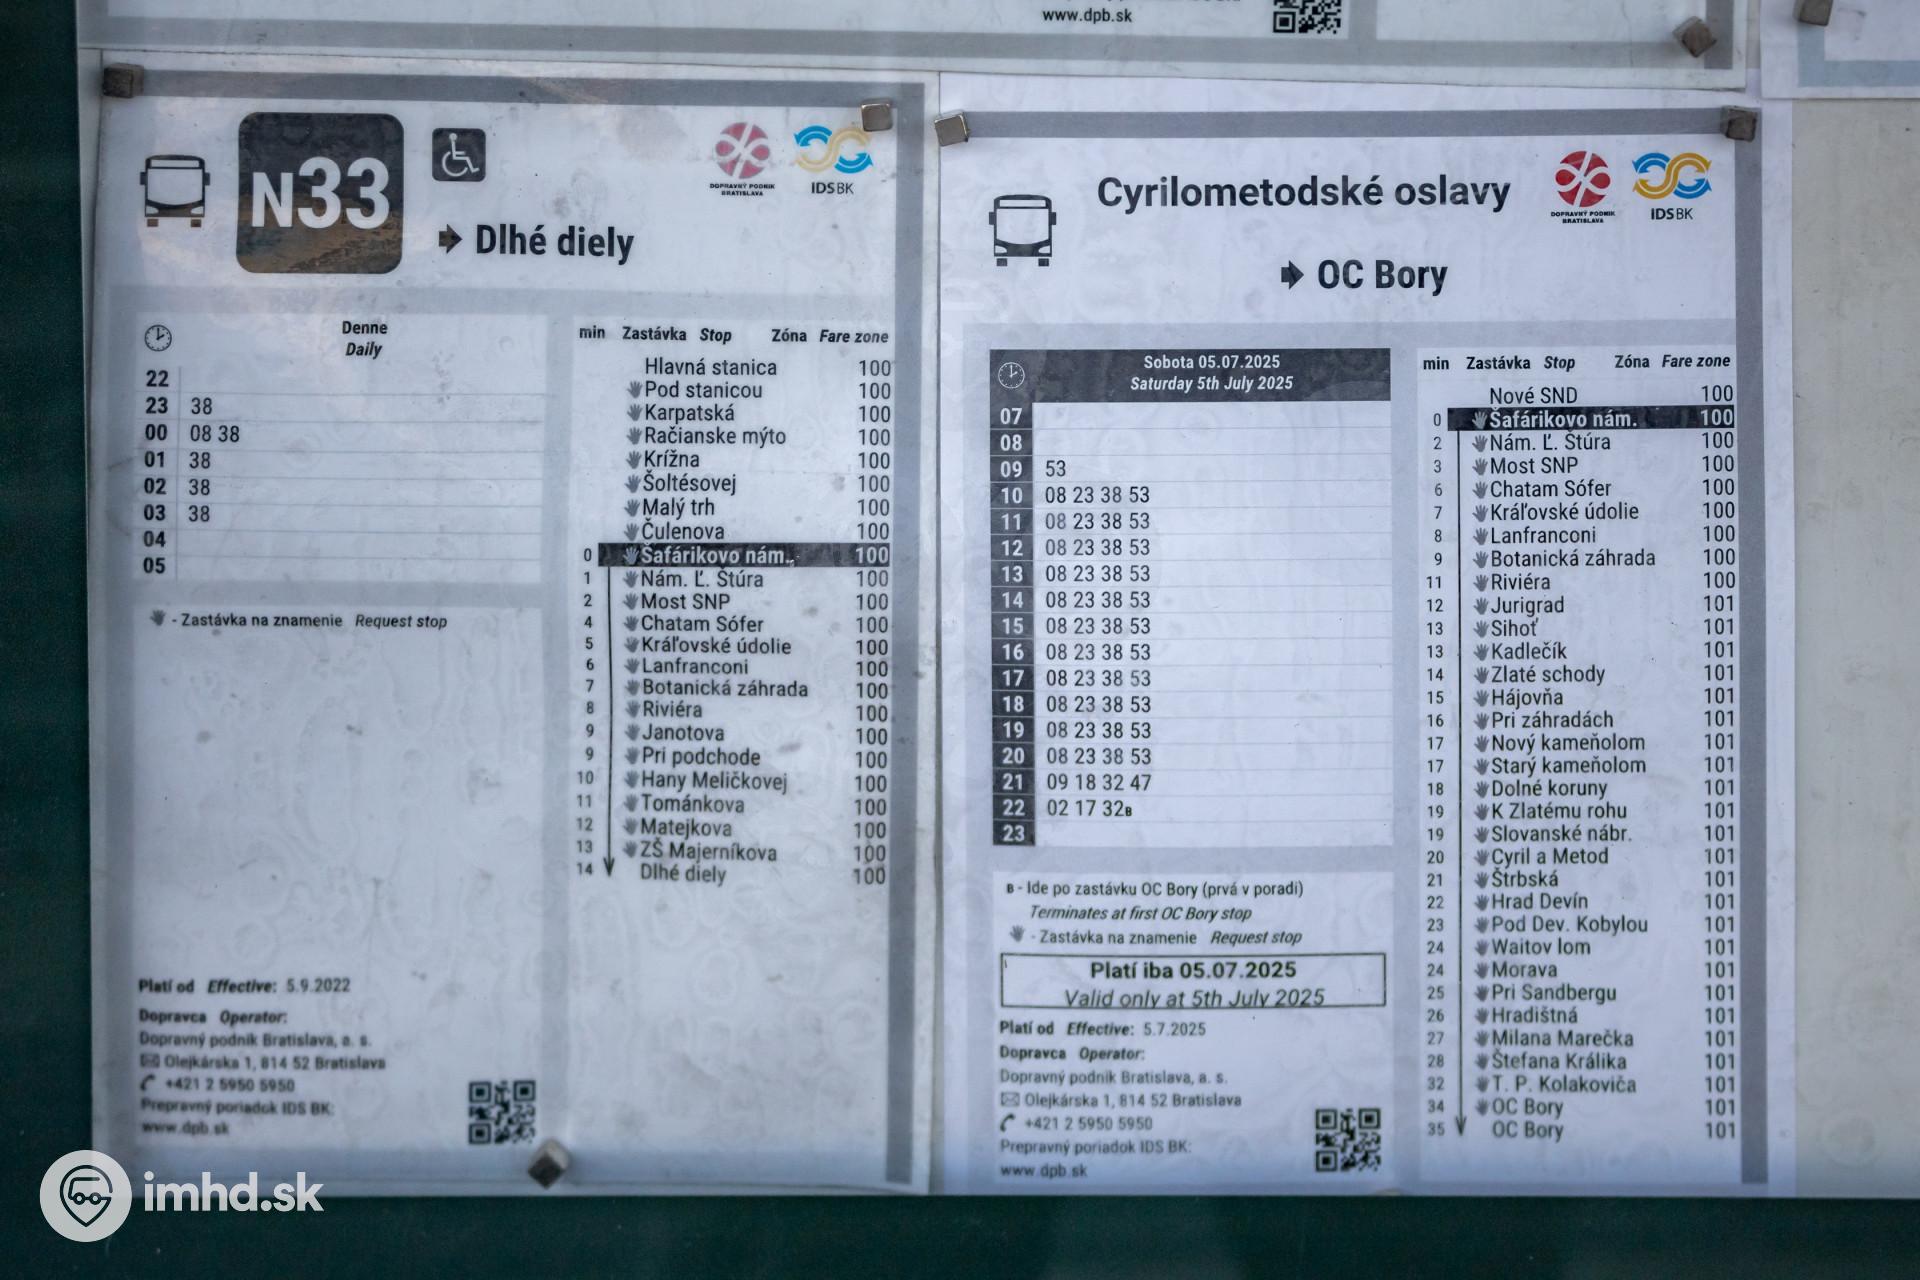 www.dpb.sk
N33
DOPRAVNÝ PODNIK
BRATISLAVA
IDSBK
Dlhé diely
Denne
Daily
22
23 38
00 08 38
01 38
02 38
03 38
04
05
- Zastávka na znamenie Request stop
min Zastávka Stop Zóna Fare zone
Hlavná stanica 100
Pod stanicou 100
Karpatská 100
Račianske mýto 100
Krížna 100
Šoltésovej 100
Malý trh 100
Čulenova 100
0 Šafárikovo nám. 100
1 Nám. Ľ. Štúra 100
2 Most SNP 100
4 Chatam Sófer 100
5 Kráľovské údolie 100
6 Lanfranconi 100
7 Botanická záhrada 100
8 Riviéra 100
9 Janotova 100
9 Pri podchode 100
10 Hany Meličkovej 100
11 Tománkova 100
12 Matejkova 100
13 ZŠ Majerníkova 100
14 Dlhé diely 100
Platí od Effective: 5.9.2022
Dopravca Operator:
Dopravný podnik Bratislava, a. s.
Olejkárska 1, 814 52 Bratislava
+421 2 5950 5950
Prepravný poriadok IDS BK:
www.dpb.sk
Cyrilometodské oslavy
DOPRAVNÝ PODNIK
BRATISLAVA
IDSBK
OC Bory
Sobota 05.07.2025
Saturday 5th July 2025
07
08
09 53
10 08 23 38 53
11 08 23 38 53
12 08 23 38 53
13 08 23 38 53
14 08 23 38 53
15 08 23 38 53
16 08 23 38 53
17 08 23 38 53
18 08 23 38 53
19 08 23 38 53
20 08 23 38 53
21 09 18 32 47
22 02 17 32B
23
B - Ide po zastávku OC Bory (prvá v poradí)
Terminates at first OC Bory stop
- Zastávka na znamenie Request stop
Platí iba 05.07.2025
Valid only at 5th July 2025
Platí od Effective: 5.7.2025
Dopravca Operator:
Dopravný podnik Bratislava, a. s.
Olejkárska 1, 814 52 Bratislava
+421 2 5950 5950
Prepravný poriadok IDS BK:
www.dpb.sk
min Zastávka Stop Zóna Fare zone
Nové SND 100
0 Šafárikovo nám. 100
2 Nám. Ľ. Štúra 100
3 Most SNP 100
6 Chatam Sófer 100
7 Kráľovské údolie 100
8 Lanfranconi 100
9 Botanická záhrada 100
11 Riviéra 100
12 Jurigrad 101
13 Sihoť 101
13 Kadlečík 101
14 Zlaté schody 101
15 Hájovňa 101
16 Pri záhradách 101
17 Nový kameňolom 101
17 Starý kameňolom 101
18 Dolné koruny 101
19 K Zlatému rohu 101
19 Slovanské nábr. 101
20 Cyril a Metod 101
21 Štrbská 101
22 Hrad Devín 101
23 Pod Dev. Kobylou 101
24 Waitov lom 101
24 Morava 101
25 Pri Sandbergu 101
26 Hradištná 101
27 Milana Marečka 101
28 Štefana Králika 101
32 T. P. Kolakoviča 101
34 OC Bory 101
35 OC Bory 101
imhd.sk